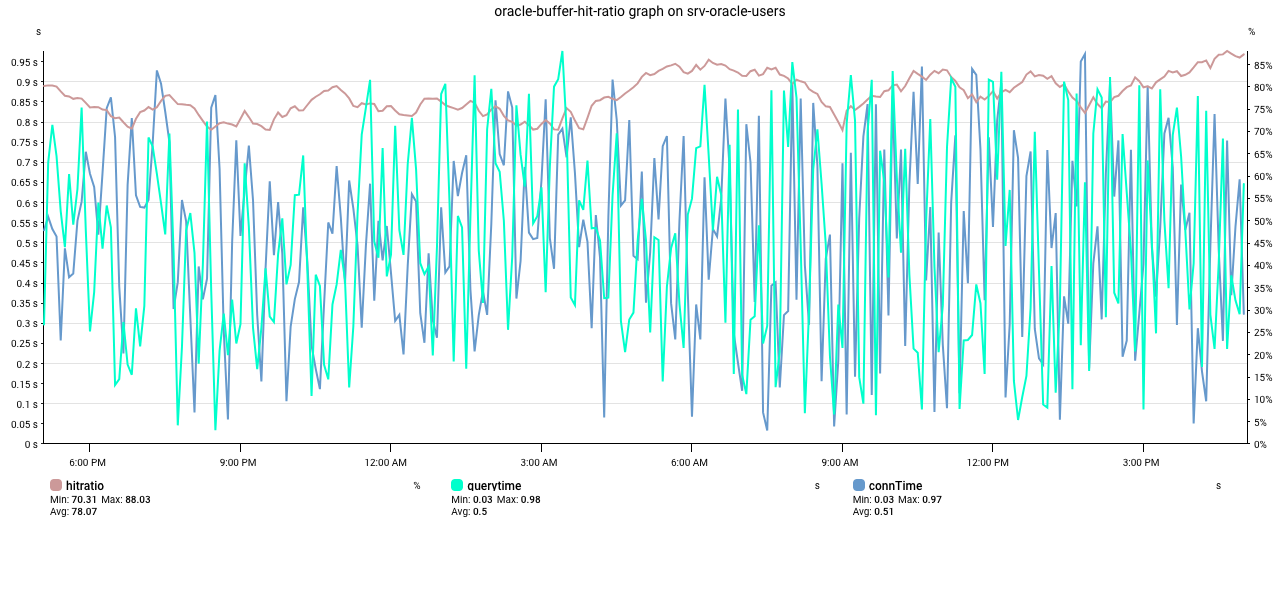 oracle-buffer-hit-ratio graph on srv-oracle-users
s
%
0.95 s
0.9 s
0.85 s
0.8 s
0.75 s
0.7 s
0.65 s
0.6 s
0.55 s
0.5 s
0.45 s
0.4 s
0.35 s
0.3 s
0.25 s
0.2 s
0.15 s
0.1 s
0.05 s
0 s
85%
80%
75%
70%
65%
60%
55%
50%
45%
40%
35%
30%
25%
20%
15%
10%
5%
0%
6:00 PM
9:00 PM
12:00 AM
3:00 AM
6:00 AM
9:00 AM
12:00 PM
3:00 PM
hitratio
%
Min: 70.31 Max: 88.03
Avg: 78.07
querytime
s
Min: 0.03 Max: 0.98
Avg: 0.5
connTime
s
Min: 0.03 Max: 0.97
Avg: 0.51